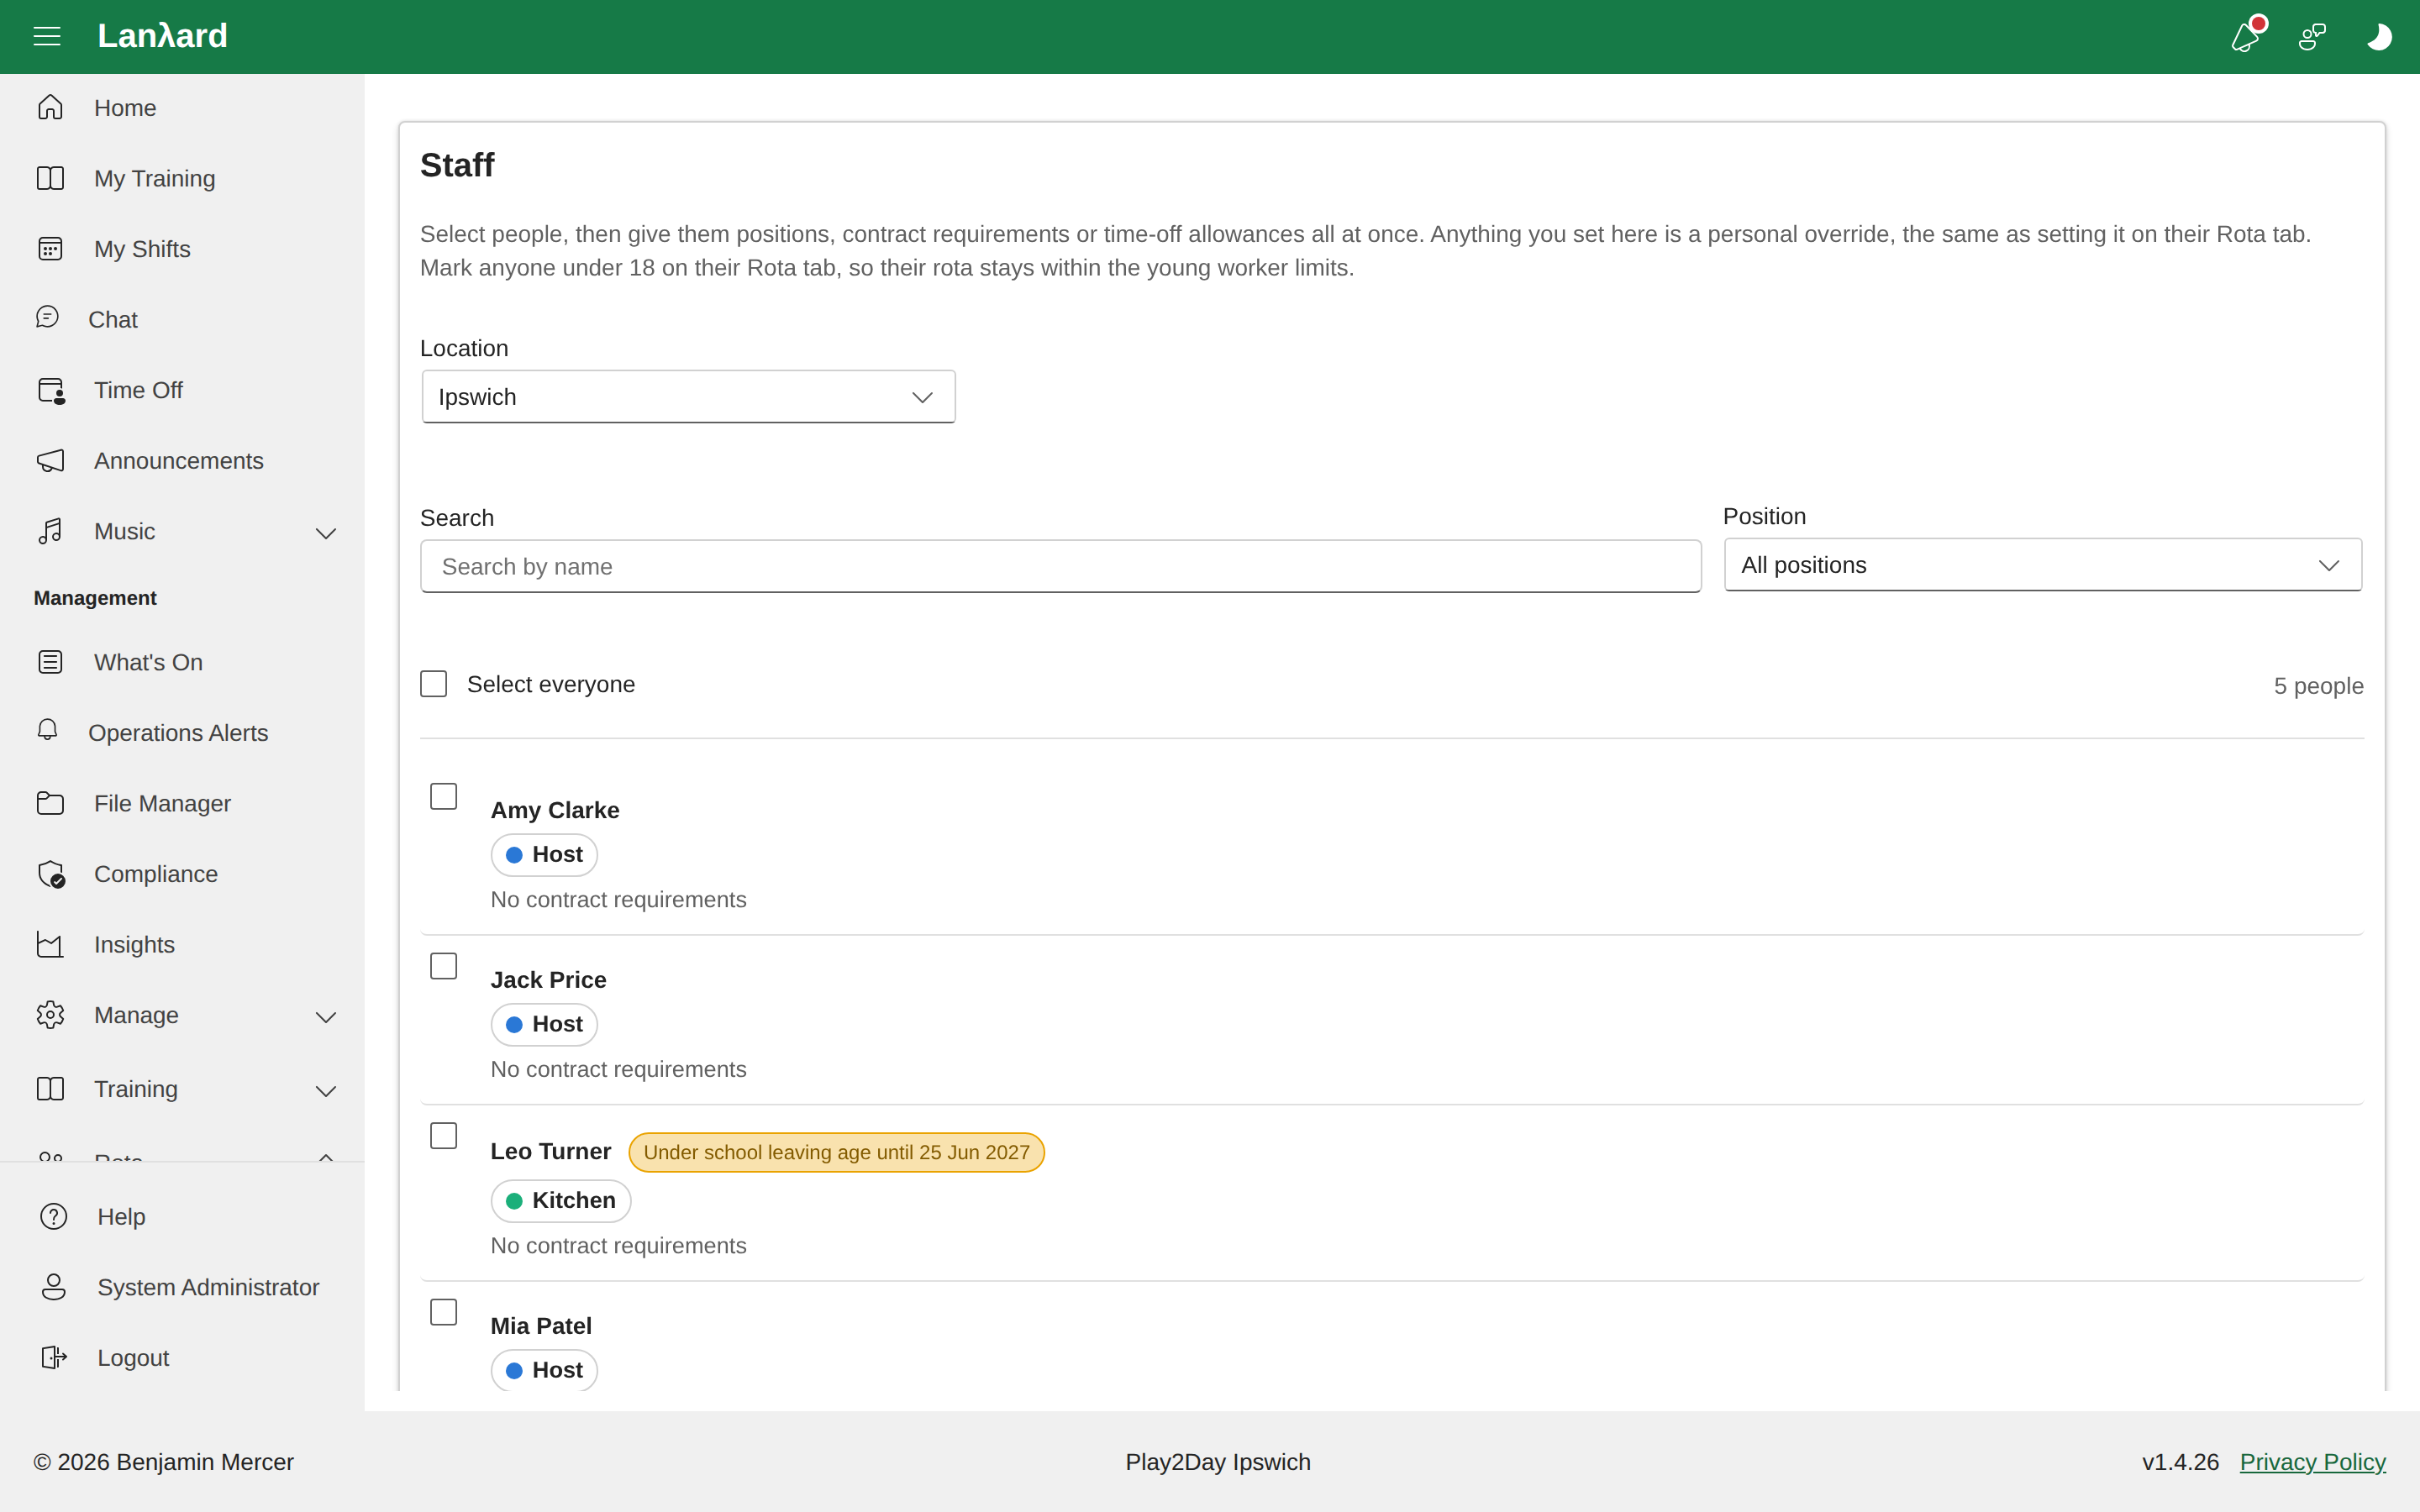 Lanλard
Home
My Training
My Shifts
Chat
Time Off
Announcements
Music
Management
What's On
Operations Alerts
File Manager
Compliance
Insights
Manage
Training
Rota
Help
System Administrator
Logout
Staff
Select people, then give them positions, contract requirements or time-off allowances all at once. Anything you set here is a personal override, the same as setting it on their Rota tab.
Mark anyone under 18 on their Rota tab, so their rota stays within the young worker limits.
Location
Ipswich
Search
Search by name
Position
All positions
Select everyone
5 people
Amy Clarke
Host
No contract requirements
Jack Price
Host
No contract requirements
Leo Turner Under school leaving age until 25 Jun 2027
Kitchen
No contract requirements
Mia Patel
Host
© 2026 Benjamin Mercer
Play2Day Ipswich
v1.4.26 Privacy Policy